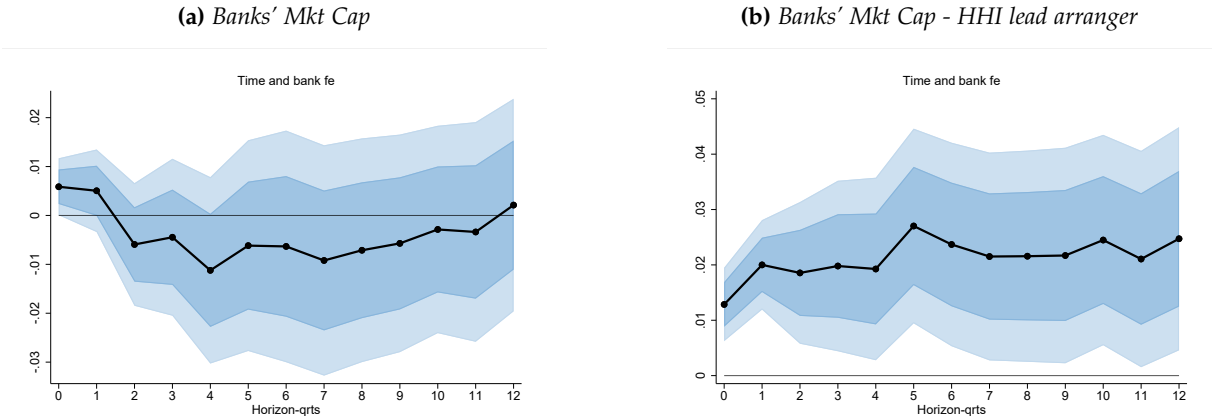 (a) Banks' Mkt Cap
Time and bank fe
.02
.01
0
-.01
-.02
-.03
0 1 2 3 4 5 6 7 8 9 10 11 12
Horizon-qrts
(b) Banks' Mkt Cap - HHI lead arranger
Time and bank fe
.05
.04
.03
.02
.01
0
0 1 2 3 4 5 6 7 8 9 10 11 12
Horizon-qrts